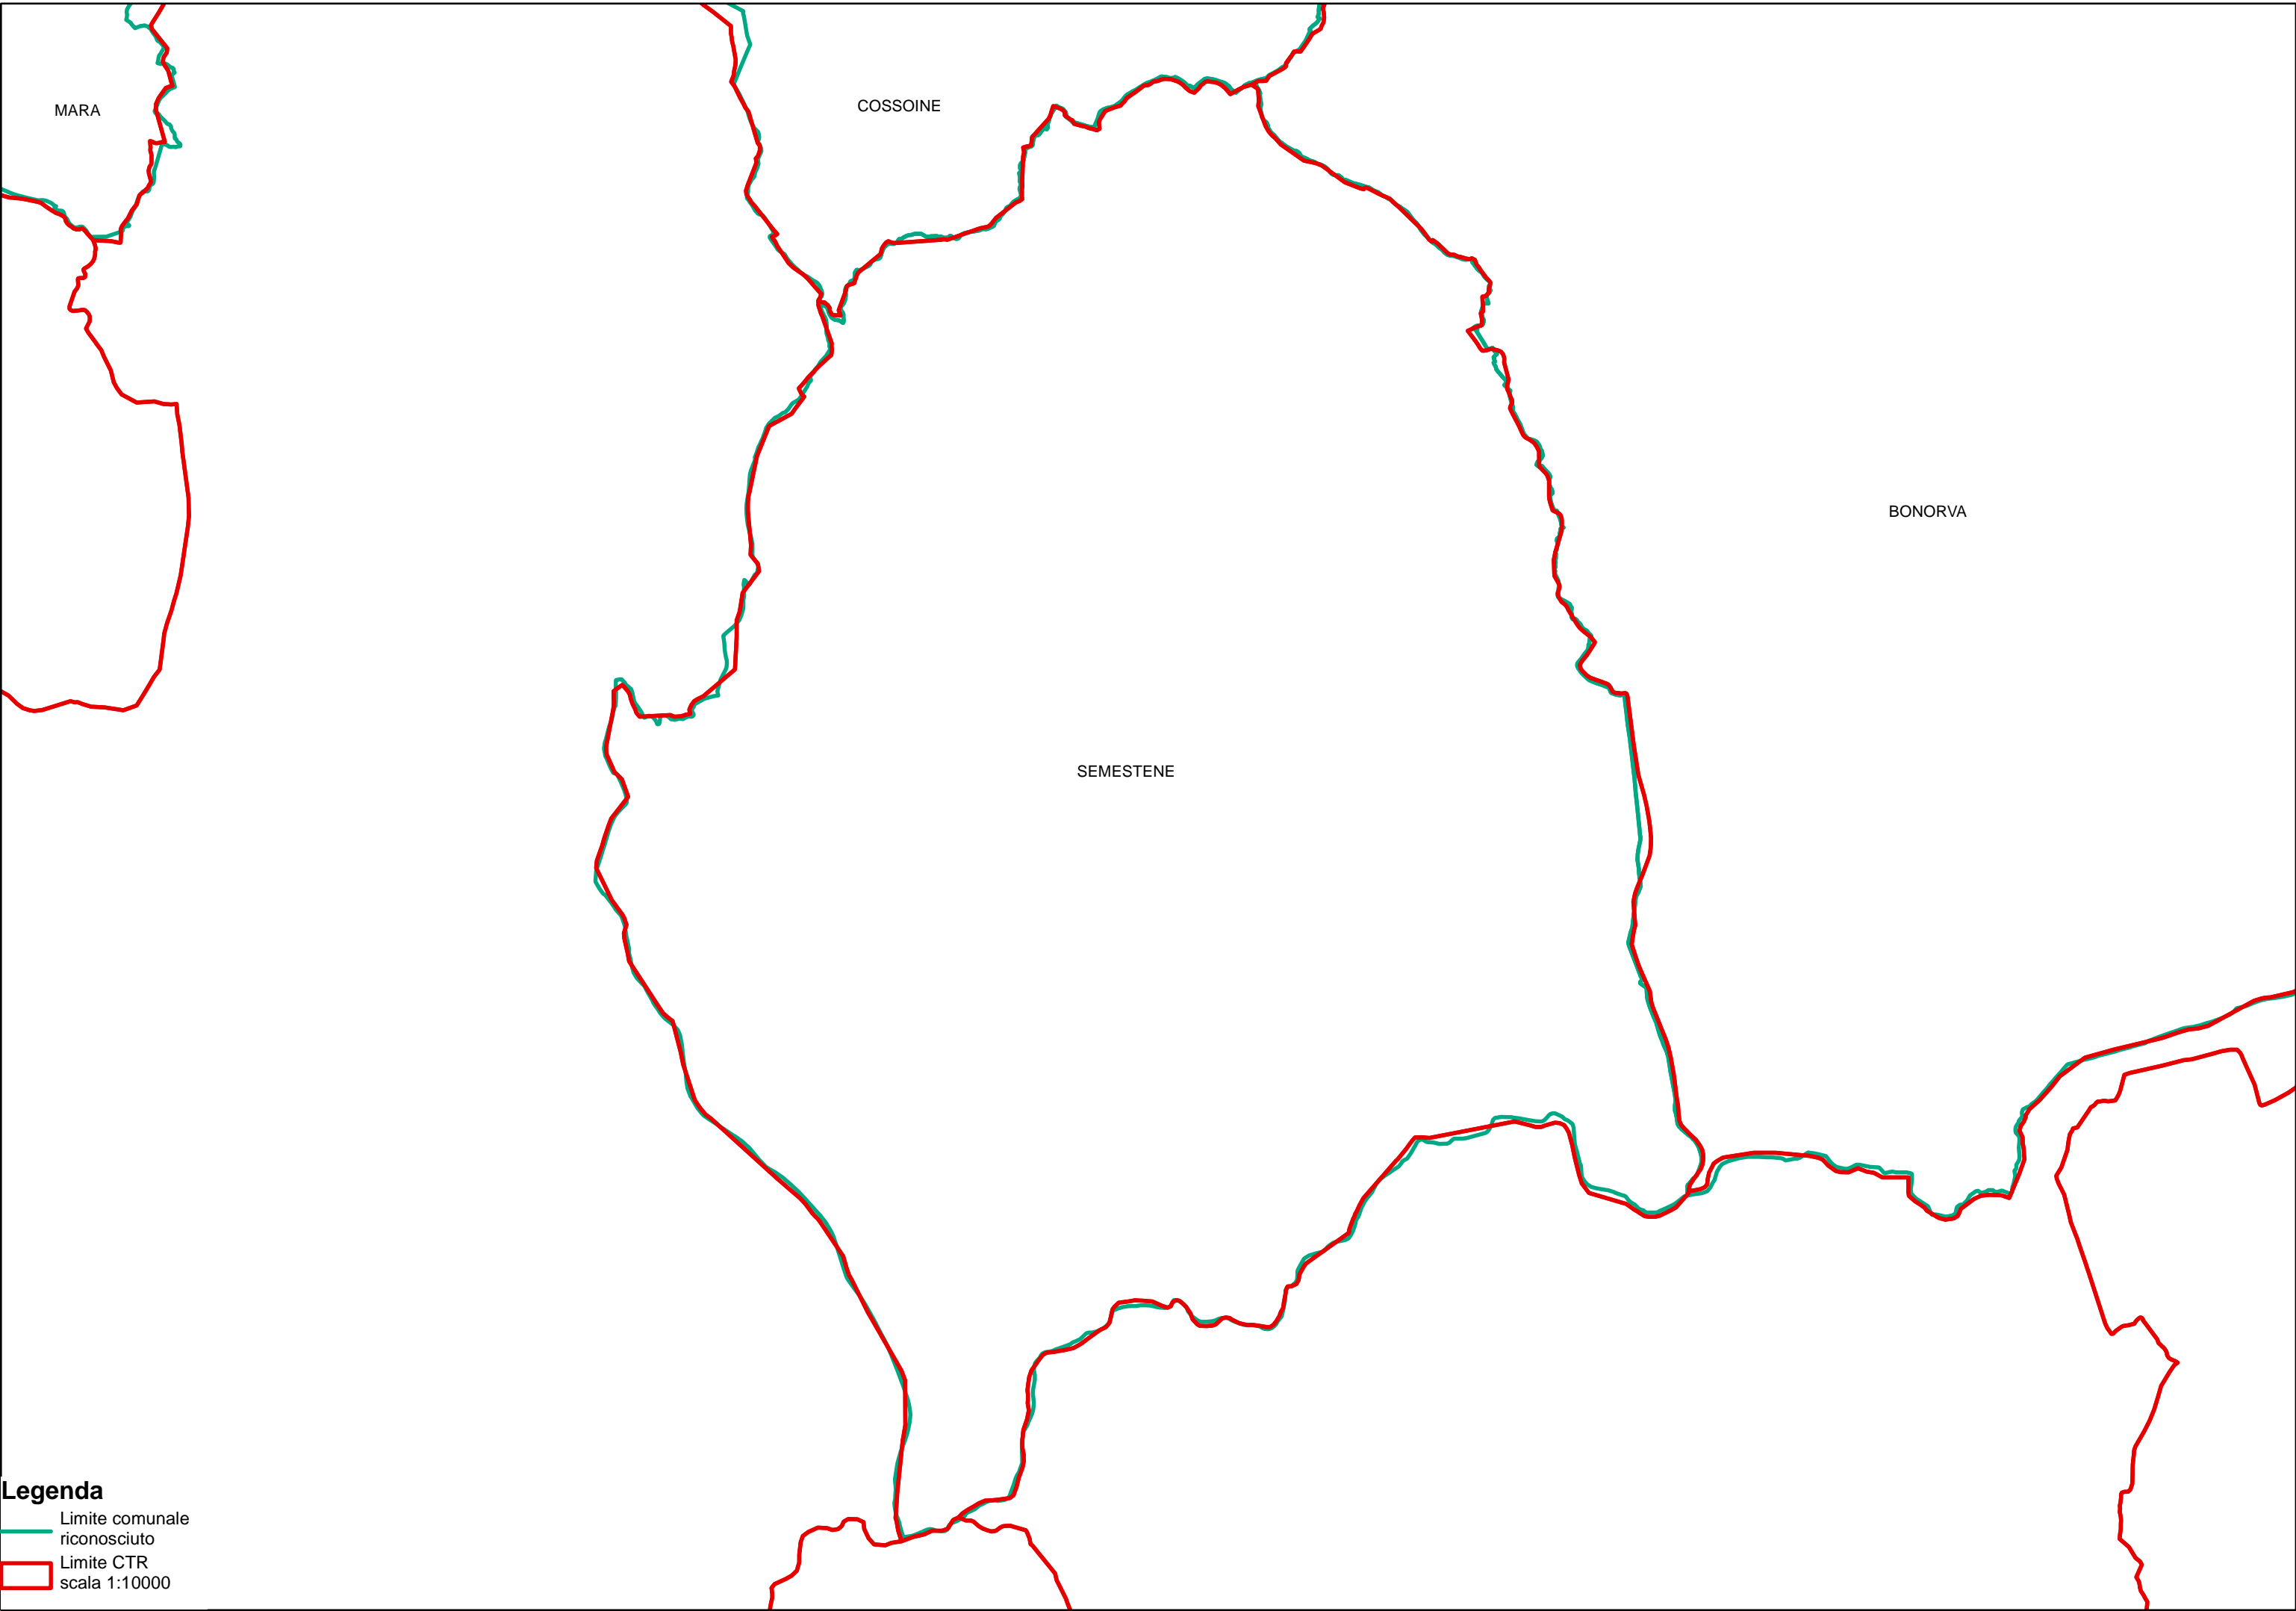 MARA
COSSOINE
BONORVA
SEMESTENE
Legenda
Limite comunale
riconosciuto
Limite CTR
scala 1:10000